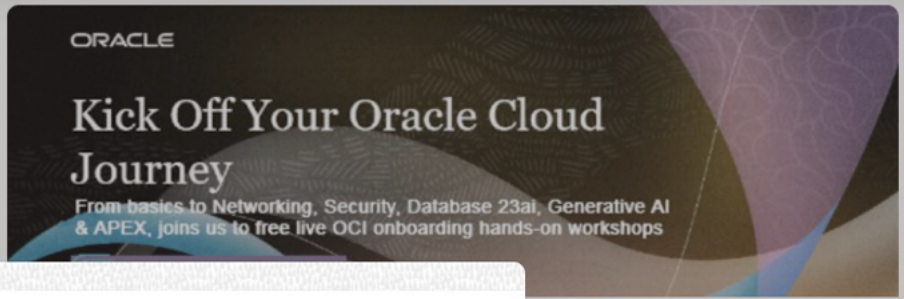 ORACLE
Kick Off Your Oracle Cloud
Journey
From basics to Networking, Security, Database 23ai, Generative AI
& APEX, joins us to free live OCI onboarding hands-on workshops